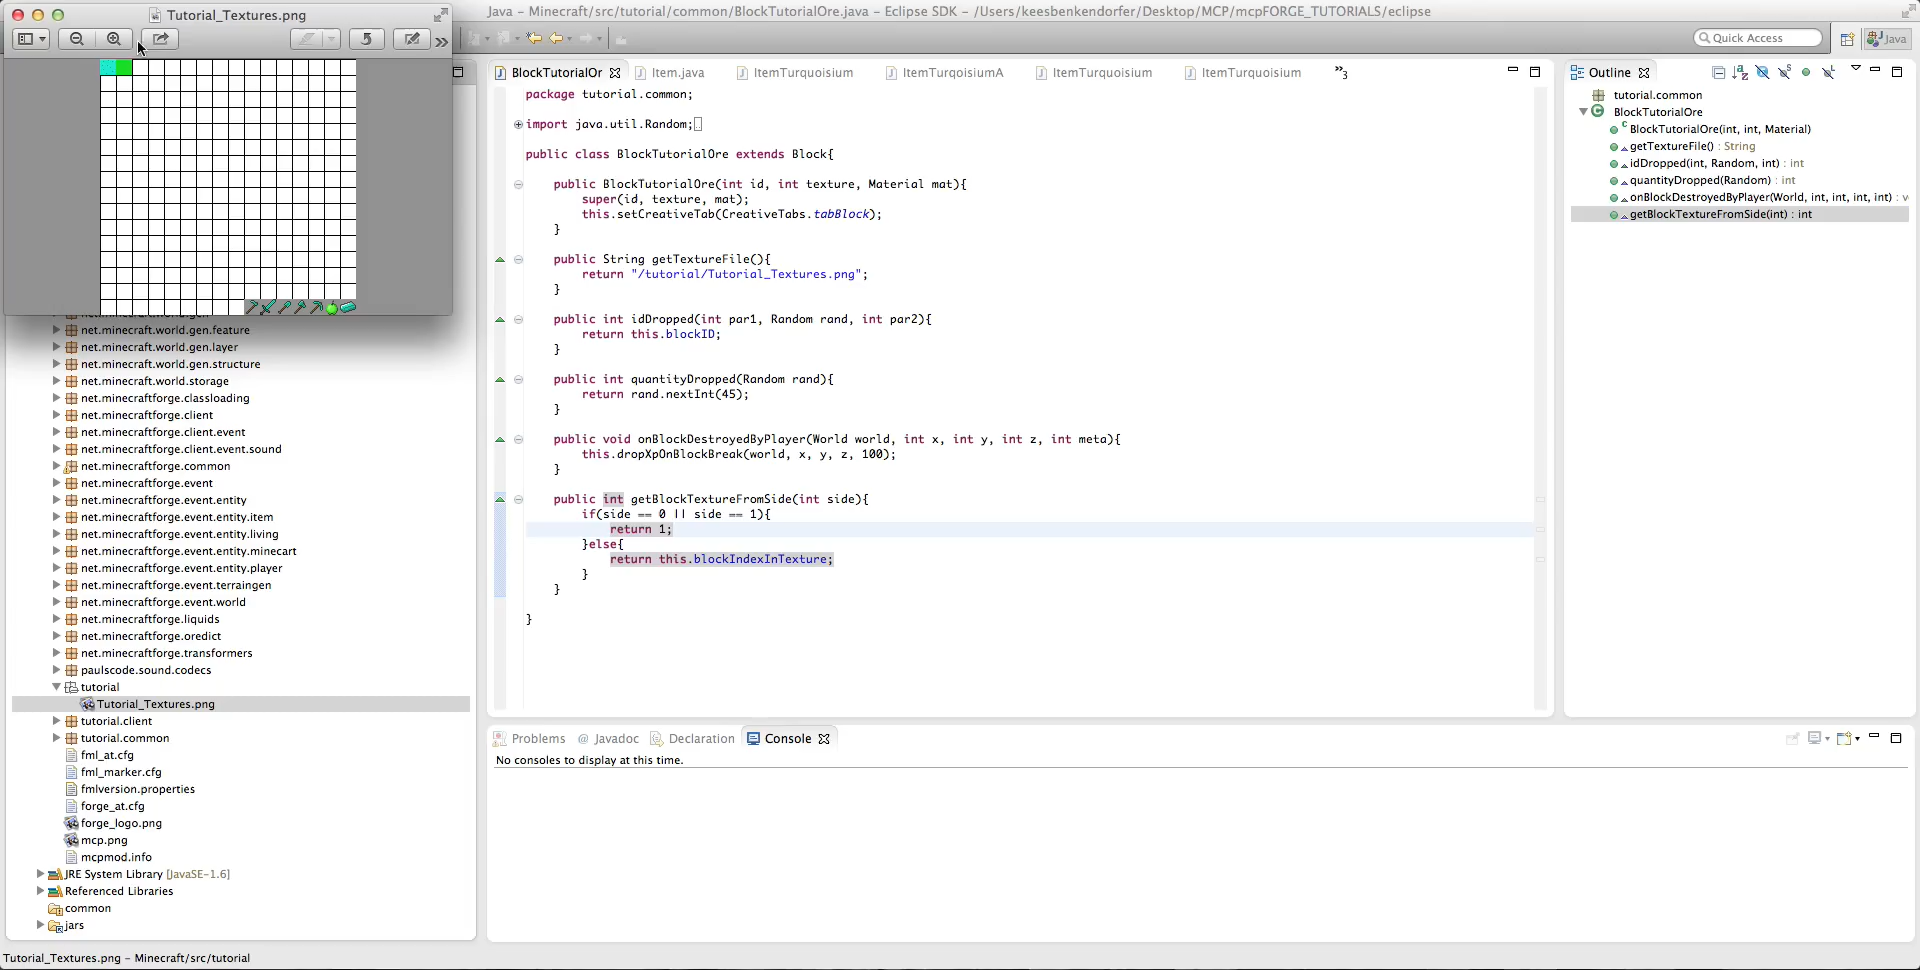 Tutorial_Textures.png
Java – Minecraft/src/tutorial/common/BlockTutorialOre.java – Eclipse SDK – /Users/keesbenkendorfer/Desktop/MCP/mcpFORGE_TUTORIALS/eclipse
Quick Access
Java
BlockTutorialOr
Item.java
ItemTurquoisium
ItemTurqoisiumA
ItemTurquoisium
ItemTurquoisium
»3
package tutorial.common;
import java.util.Random;
public class BlockTutorialOre extends Block{
public BlockTutorialOre(int id, int texture, Material mat){
super(id, texture, mat);
this.setCreativeTab(CreativeTabs.tabBlock);
}
public String getTextureFile(){
return "/tutorial/Tutorial_Textures.png";
}
public int idDropped(int par1, Random rand, int par2){
return this.blockID;
}
public int quantityDropped(Random rand){
return rand.nextInt(45);
}
public void onBlockDestroyedByPlayer(World world, int x, int y, int z, int meta){
this.dropXpOnBlockBreak(world, x, y, z, 100);
}
public int getBlockTextureFromSide(int side){
if(side == 0 || side == 1){
return 1;
}else{
return this.blockIndexInTexture;
}
}
}
Outline
tutorial.common
BlockTutorialOre
BlockTutorialOre(int, int, Material)
getTextureFile() : String
idDropped(int, Random, int) : int
quantityDropped(Random) : int
onBlockDestroyedByPlayer(World, int, int, int, int) : v
getBlockTextureFromSide(int) : int
net.minecraft.world.gen
net.minecraft.world.gen.feature
net.minecraft.world.gen.layer
net.minecraft.world.gen.structure
net.minecraft.world.storage
net.minecraftforge.classloading
net.minecraftforge.client
net.minecraftforge.client.event
net.minecraftforge.client.event.sound
net.minecraftforge.common
net.minecraftforge.event
net.minecraftforge.event.entity
net.minecraftforge.event.entity.item
net.minecraftforge.event.entity.living
net.minecraftforge.event.entity.minecart
net.minecraftforge.event.entity.player
net.minecraftforge.event.terraingen
net.minecraftforge.event.world
net.minecraftforge.liquids
net.minecraftforge.oredict
net.minecraftforge.transformers
paulscode.sound.codecs
tutorial
Tutorial_Textures.png
tutorial.client
tutorial.common
fml_at.cfg
fml_marker.cfg
fmlversion.properties
forge_at.cfg
forge_logo.png
mcp.png
mcpmod.info
JRE System Library [JavaSE-1.6]
Referenced Libraries
common
jars
Problems
@ Javadoc
Declaration
Console
No consoles to display at this time.
Tutorial_Textures.png – Minecraft/src/tutorial